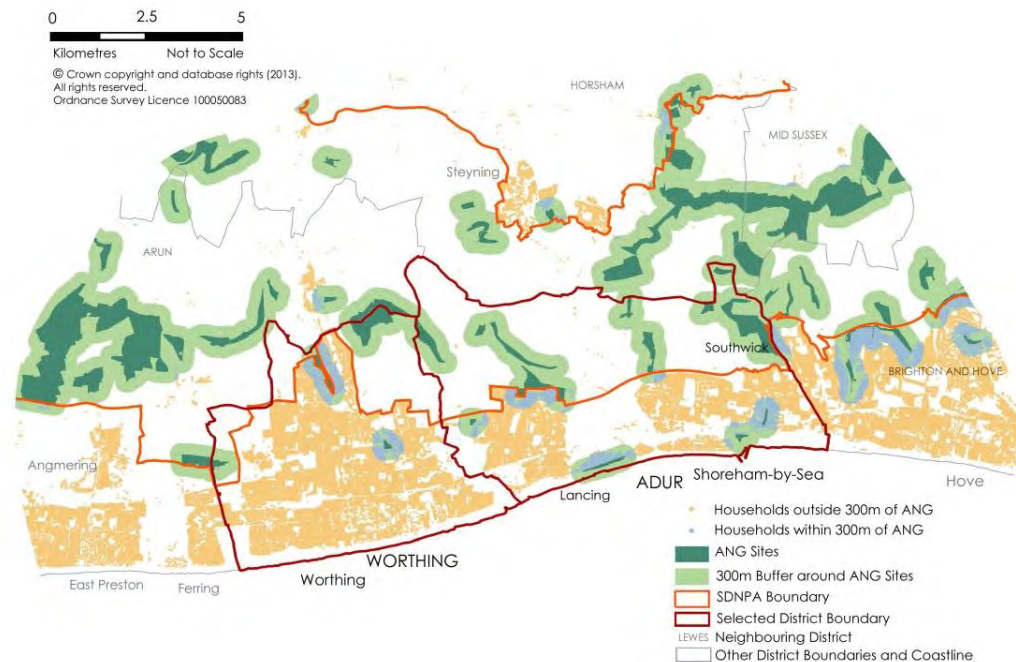 0 2.5 5
Kilometres Not to Scale
© Crown copyright and database rights (2013).
All rights reserved.
Ordnance Survey Licence 100050083
HORSHAM
MID SUSSEX
Steyning
ARUN
Southwick
BRIGHTON AND HOVE
Angmering
Lancing
ADUR
Shoreham-by-Sea
Hove
WORTHING
Worthing
East Preston
Ferring
Households outside 300m of ANG
Households within 300m of ANG
ANG Sites
300m Buffer around ANG Sites
SDNPA Boundary
Selected District Boundary
LEWES Neighbouring District
Other District Boundaries and Coastline